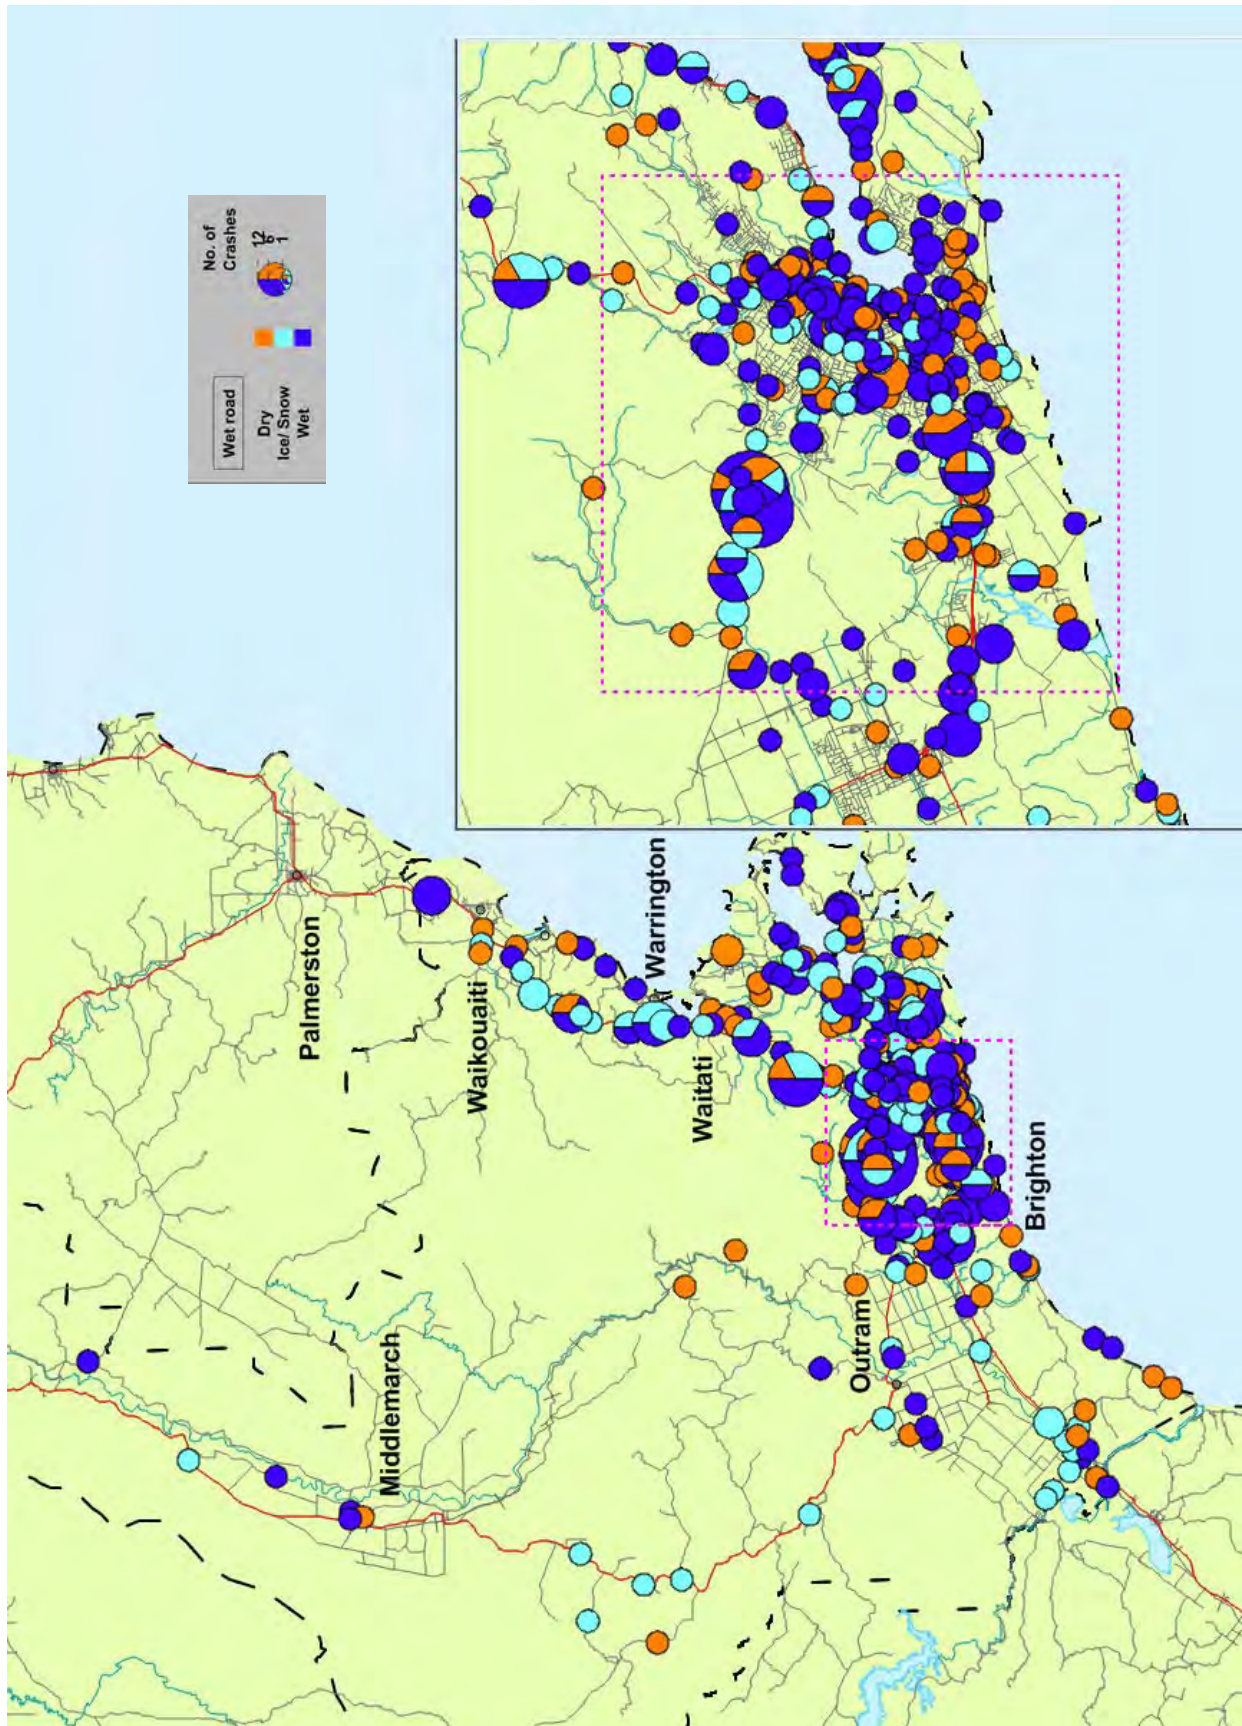 Wet road
Dry
Ice/ Snow
Wet
No. of
Crashes
12
6
1
Palmerston
Waikouaiti
Warrington
Waitati
Middlemarch
Outram
Brighton